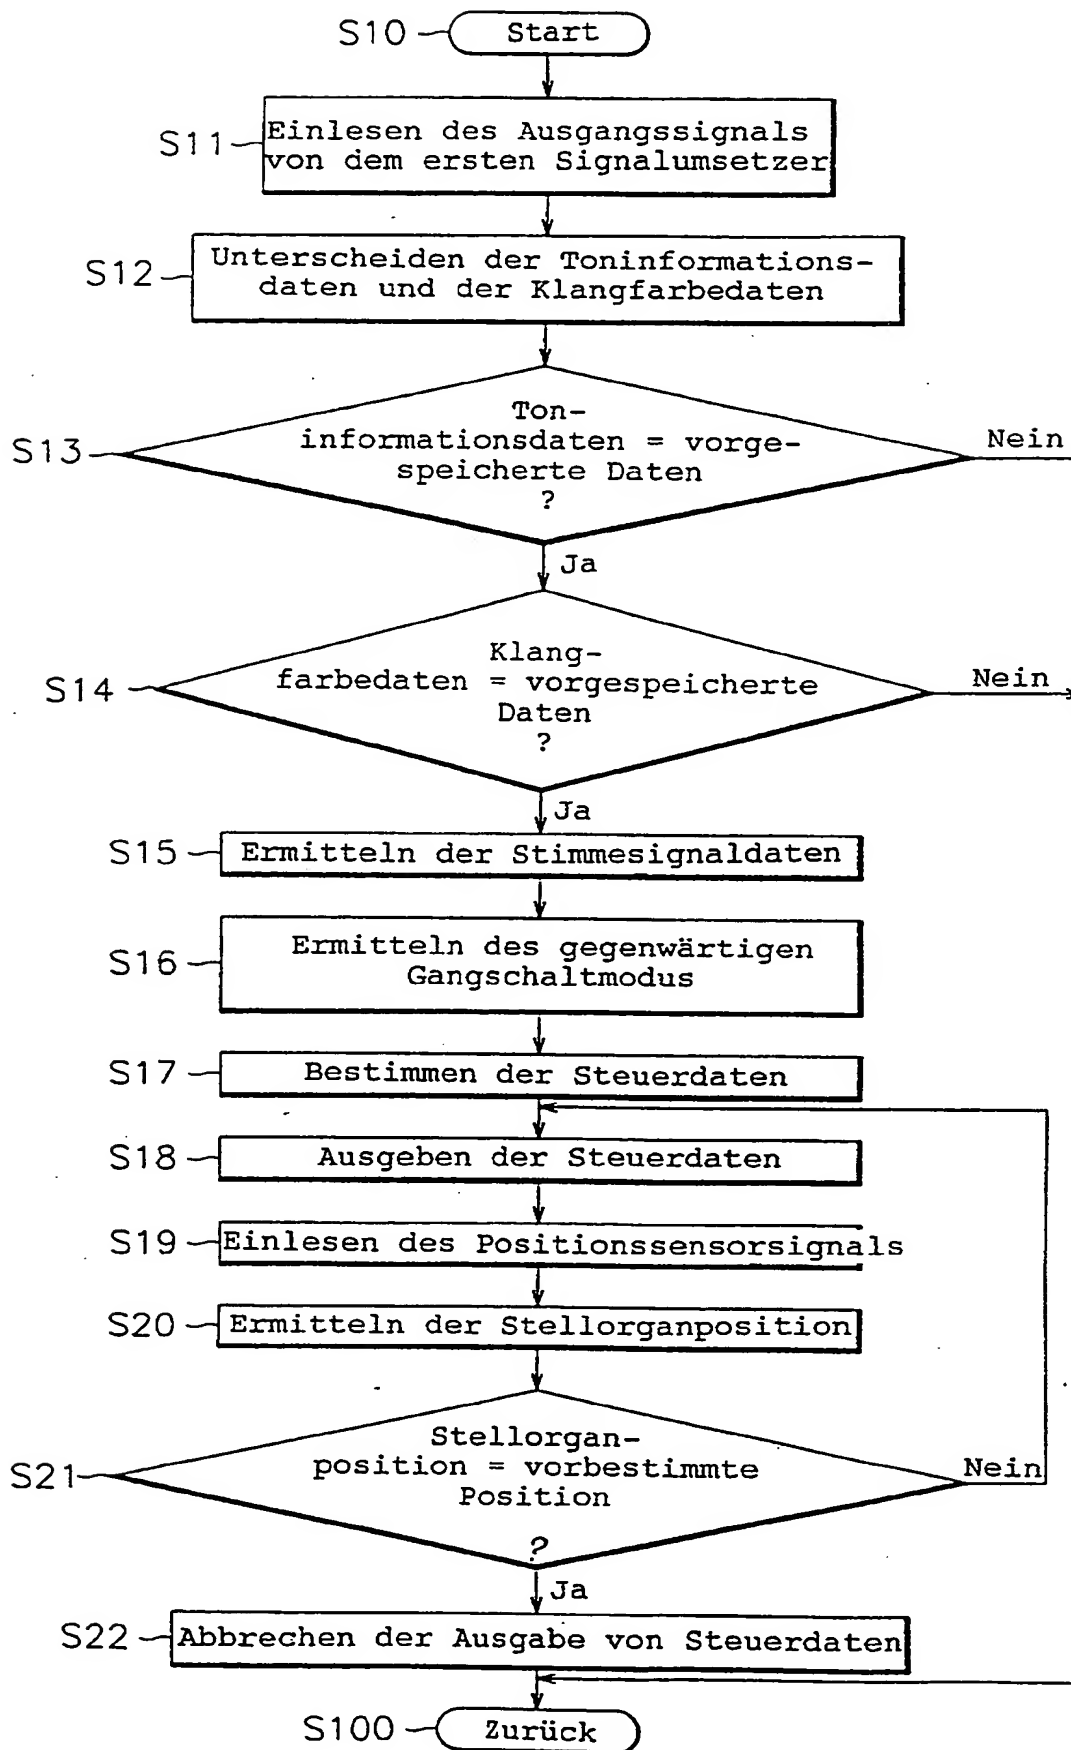 S10 Start
S11 Einlesen des Ausgangssignals
von dem ersten Signalumsetzer
S12 Unterscheiden der Toninformations-
daten und der Klangfarbedaten
S13 Ton-
informationsdaten = vorge-
speicherte Daten
?
Nein
Ja
S14 Klang-
farbedaten = vorgespeicherte
Daten
?
Nein
Ja
S15 Ermitteln der Stimmesignaldaten
S16 Ermitteln des gegenwärtigen
Gangschaltmodus
S17 Bestimmen der Steuerdaten
S18 Ausgeben der Steuerdaten
S19 Einlesen des Positionssensorsignals
S20 Ermitteln der Stellorganposition
S21 Stellorgan-
position = vorbestimmte
Position
?
Nein
Ja
S22 Abbrechen der Ausgabe von Steuerdaten
S100 Zurück